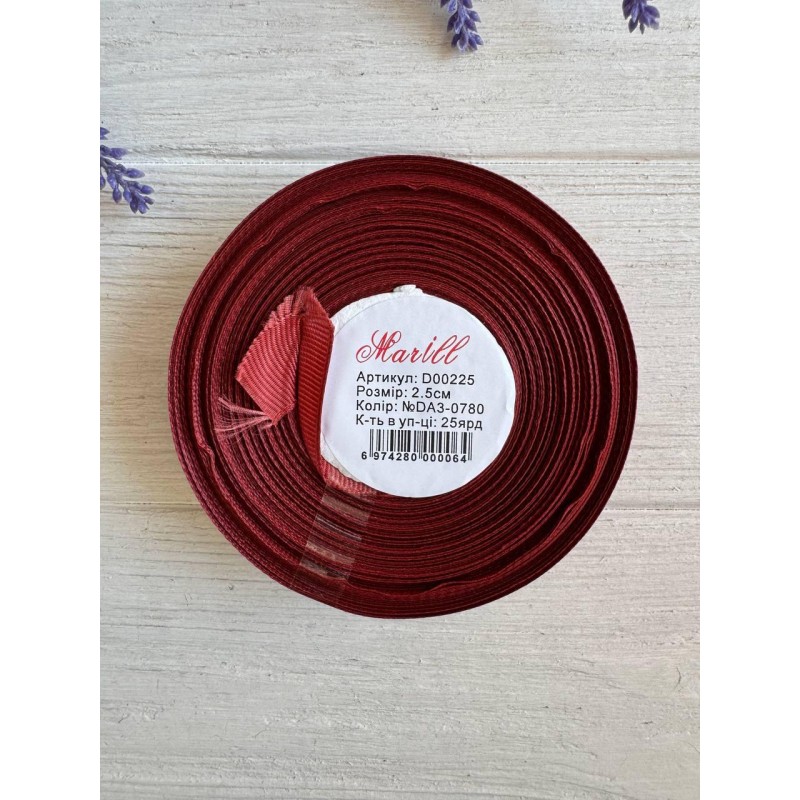 Marill
Артикул: D00225
Розмір: 2.5см
Колір: №DA3-0780
К-ть в уп-ці: 25ярд
6 974280 000064